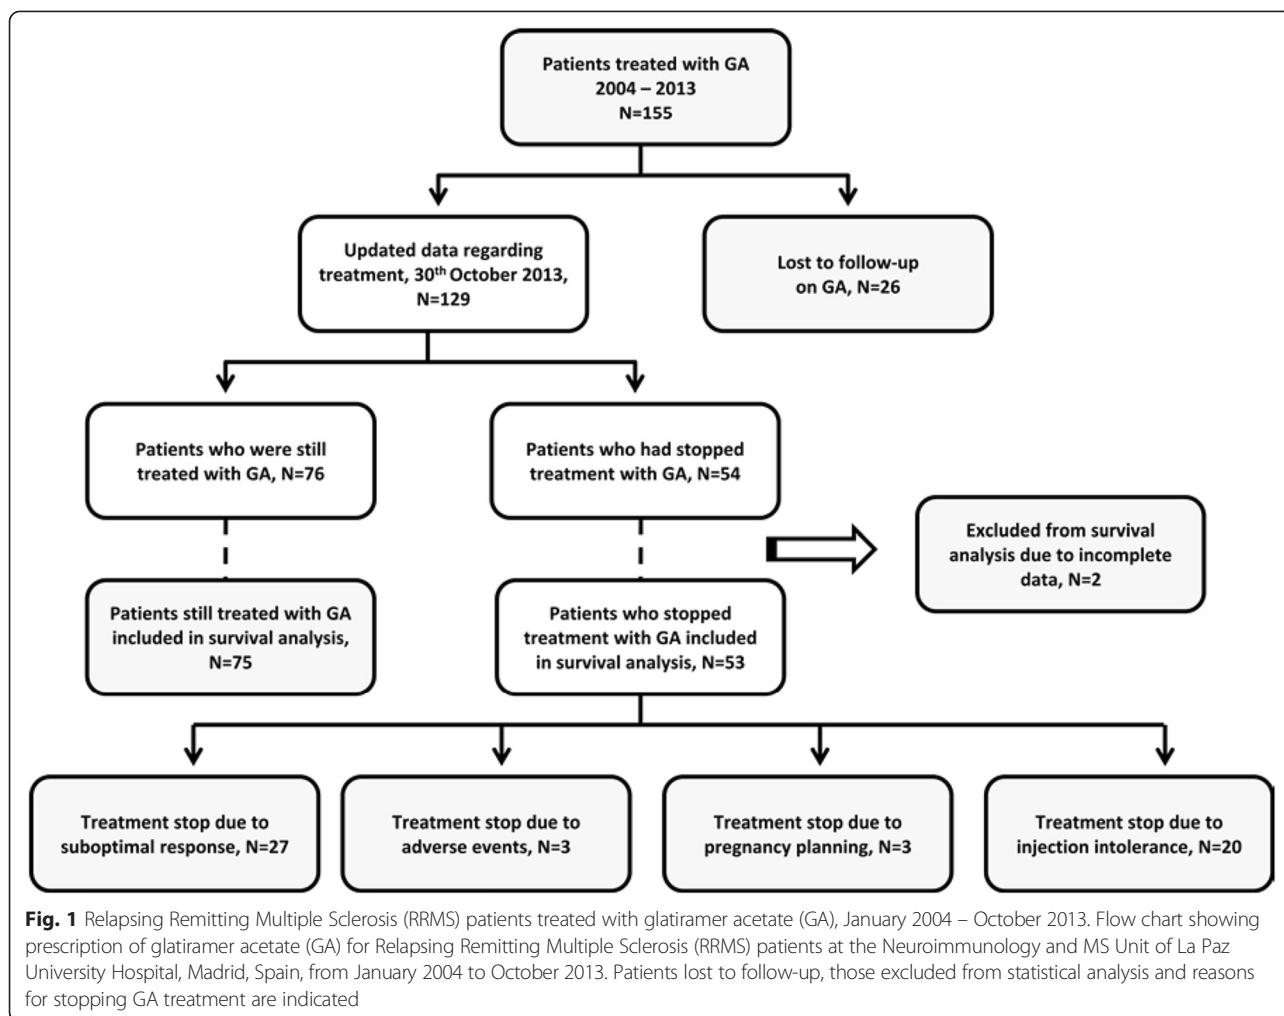 Patients treated with GA
2004 – 2013
N=155
Updated data regarding
treatment, 30th October 2013,
N=129
Lost to follow-up
on GA, N=26
Patients who were still
treated with GA, N=76
Patients who had stopped
treatment with GA, N=54
Excluded from survival
analysis due to incomplete
data, N=2
Patients still treated with GA
included in survival analysis,
N=75
Patients who stopped
treatment with GA included
in survival analysis, N=53
Treatment stop due to
suboptimal response, N=27
Treatment stop due to
adverse events, N=3
Treatment stop due to
pregnancy planning, N=3
Treatment stop due to
injection intolerance, N=20
Fig. 1 Relapsing Remitting Multiple Sclerosis (RRMS) patients treated with glatiramer acetate (GA), January 2004 – October 2013. Flow chart showing
prescription of glatiramer acetate (GA) for Relapsing Remitting Multiple Sclerosis (RRMS) patients at the Neuroimmunology and MS Unit of La Paz
University Hospital, Madrid, Spain, from January 2004 to October 2013. Patients lost to follow-up, those excluded from statistical analysis and reasons
for stopping GA treatment are indicated